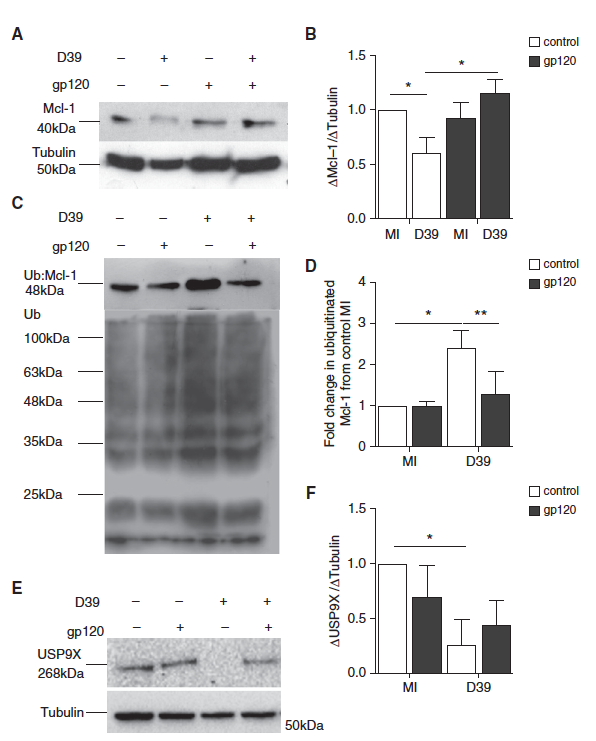 A
D39 – + – +
gp120 – – + +
Mcl-1
40kDa
Tubulin
50kDa
B
control
gp120
ΔMcl–1/ΔTubulin
1.5
1.0
0.5
0.0
MI D39 MI D39
*
*
C
D39 – – + +
gp120 – + – +
Ub:Mcl-1
48kDa
Ub
100kDa
63kDa
48kDa
35kDa
25kDa
D
control
gp120
Fold change in ubiquitinated
Mcl-1 from control MI
4
3
2
1
0
MI D39
* **
E
D39 – – + +
gp120 – + – +
USP9X
268kDa
Tubulin
50kDa
F
control
gp120
ΔUSP9X/ΔTubulin
1.5
1.0
0.5
0.0
MI D39
*